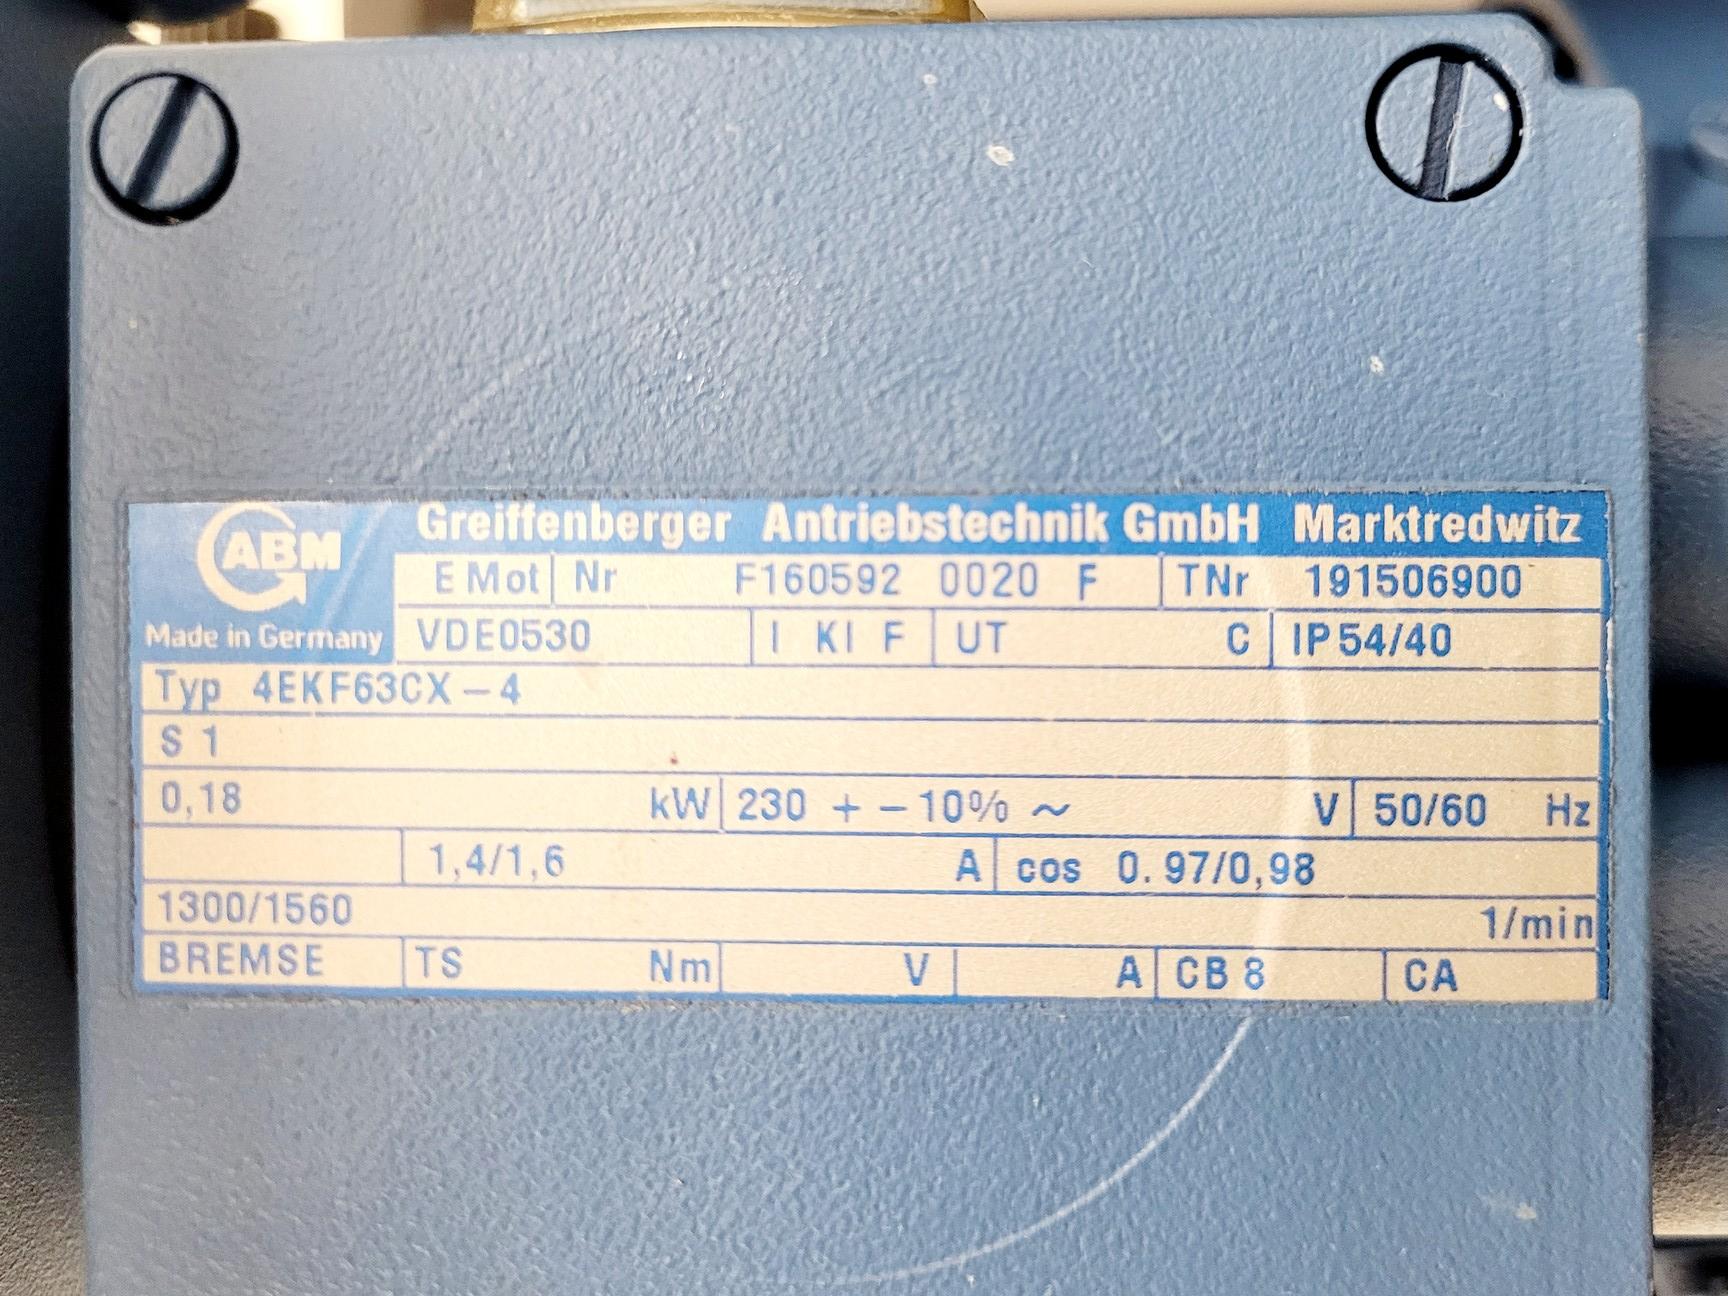 ABM
Made in Germany
Greiffenberger Antriebstechnik GmbH Marktredwitz
E Mot Nr F160592 0020 F TNr 191506900
VDE0530 I KI F UT C IP54/40
Typ 4EKF63CX-4
S 1
0,18 kW 230 + - 10% ~ V 50/60 Hz
1,4/1,6 A cos 0.97/0,98
1300/1560 1/min
BREMSE TS Nm V A CB 8 CA